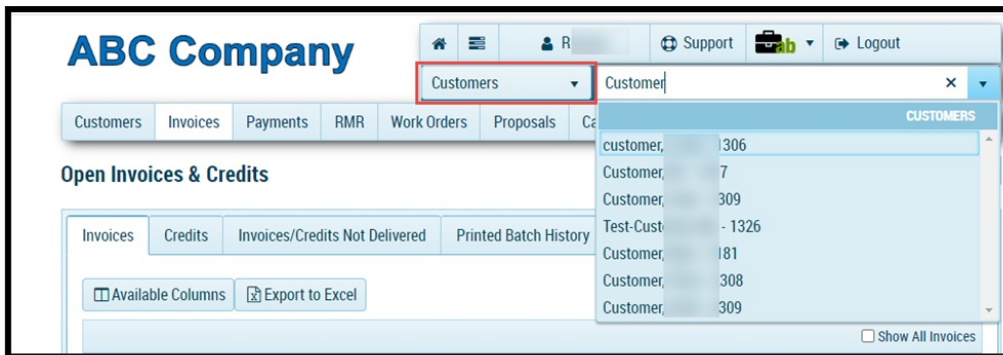 ABC Company
R Support ab Logout
Customers Customer
Customers Invoices Payments RMR Work Orders Proposals Ca
CUSTOMERS
customer, 1306
Customer, 7
Customer, 309
Test-Cust - 1326
Customer, 181
Customer, 308
Customer, 309
Open Invoices & Credits
Invoices Credits Invoices/Credits Not Delivered Printed Batch History
Available Columns Export to Excel
Show All Invoices